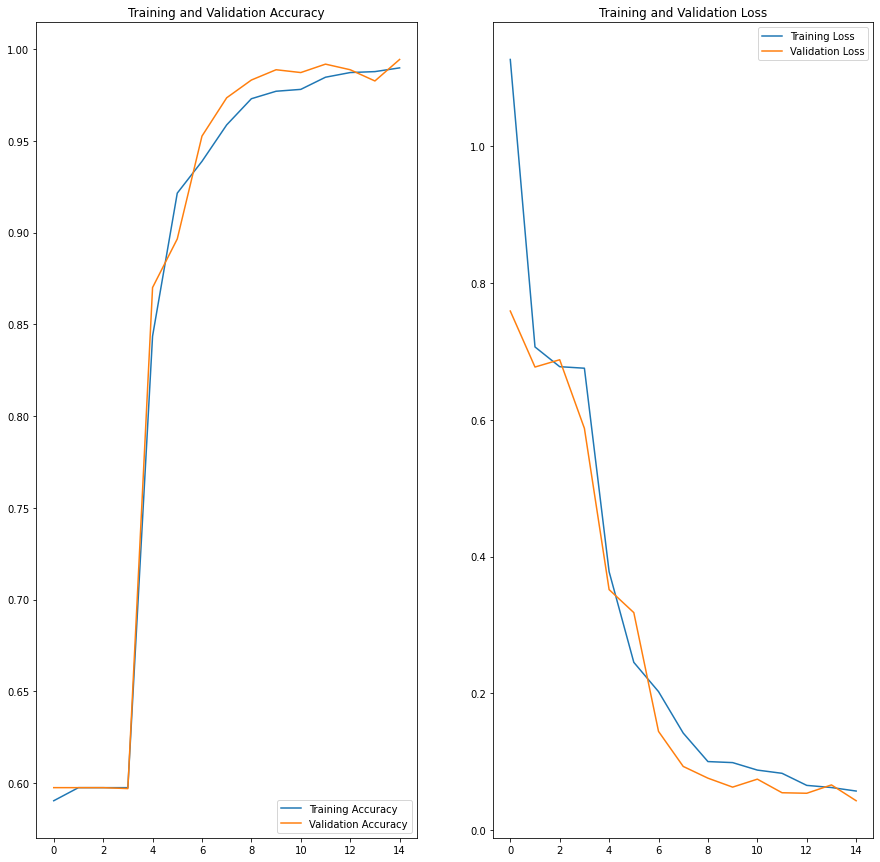 Training and Validation Accuracy
1.00
0.95
0.90
0.85
0.80
0.75
0.70
0.65
0.60
0 2 4 6 8 10 12 14
Training Accuracy
Validation Accuracy
Training and Validation Loss
Training Loss
Validation Loss
1.0
0.8
0.6
0.4
0.2
0.0
0 2 4 6 8 10 12 14